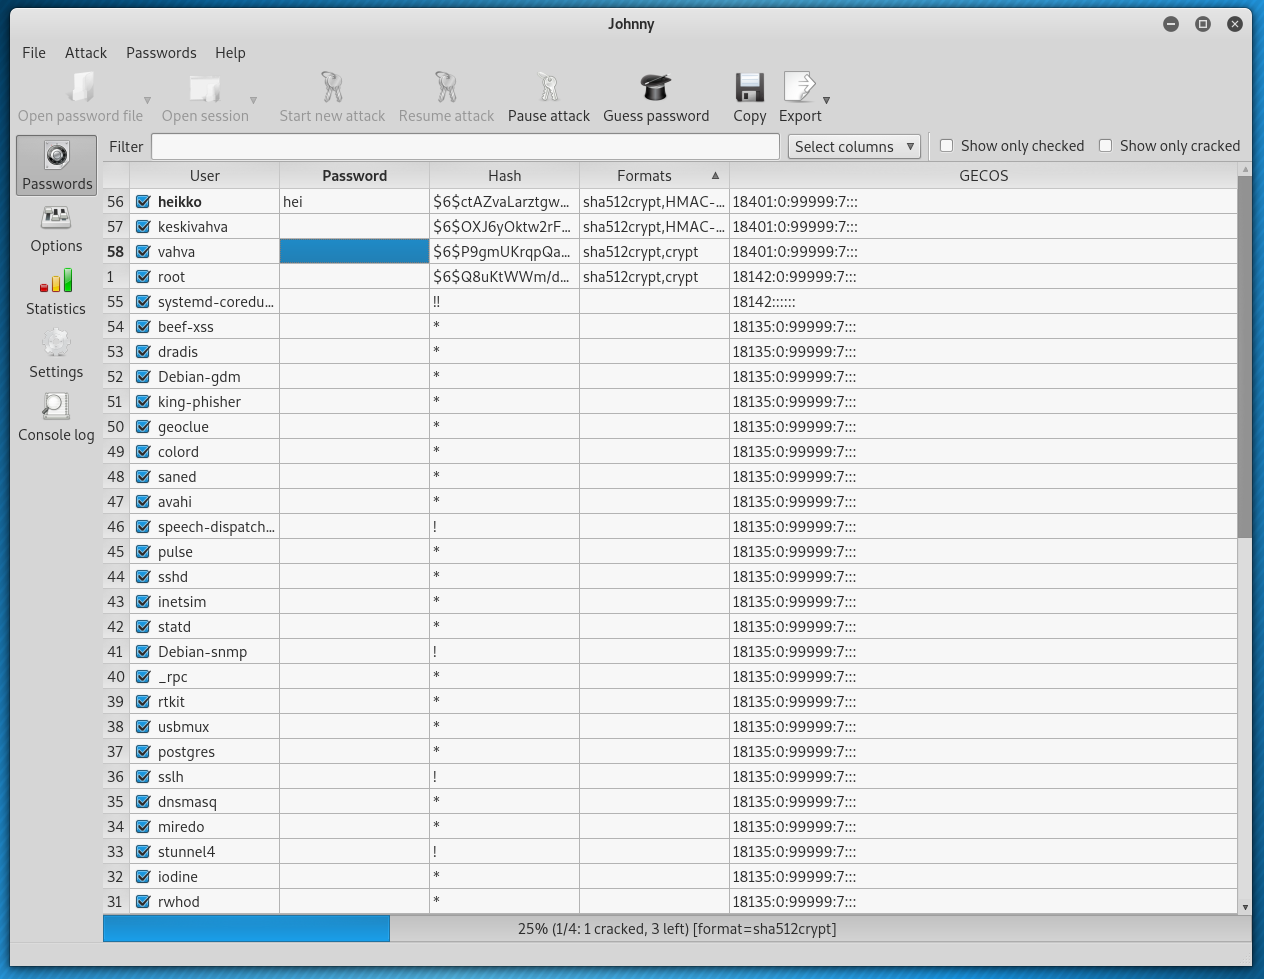 Johnny
File Attack Passwords Help
Open password file Open session Start new attack Resume attack Pause attack Guess password Copy Export
Filter Select columns Show only checked Show only cracked
Passwords
Options
Statistics
Settings
Console log
User Password Hash Formats GECOS
56 heikko hei $6$ctAZvaLarztgw... sha512crypt,HMAC-... 18401:0:99999:7:::
57 keskivahva $6$OXJ6yOktw2rF... sha512crypt,HMAC-... 18401:0:99999:7:::
58 vahva $6$P9gmUKrqpQa... sha512crypt,crypt 18401:0:99999:7:::
1 root $6$Q8uKtWWm/d... sha512crypt,crypt 18142:0:99999:7:::
55 systemd-coredu... !! 18142::::::
54 beef-xss * 18135:0:99999:7:::
53 dradis * 18135:0:99999:7:::
52 Debian-gdm * 18135:0:99999:7:::
51 king-phisher * 18135:0:99999:7:::
50 geoclue * 18135:0:99999:7:::
49 colord * 18135:0:99999:7:::
48 saned * 18135:0:99999:7:::
47 avahi * 18135:0:99999:7:::
46 speech-dispatch... ! 18135:0:99999:7:::
45 pulse * 18135:0:99999:7:::
44 sshd * 18135:0:99999:7:::
43 inetsim * 18135:0:99999:7:::
42 statd * 18135:0:99999:7:::
41 Debian-snmp ! 18135:0:99999:7:::
40 _rpc * 18135:0:99999:7:::
39 rtkit * 18135:0:99999:7:::
38 usbmux * 18135:0:99999:7:::
37 postgres * 18135:0:99999:7:::
36 sslh ! 18135:0:99999:7:::
35 dnsmasq * 18135:0:99999:7:::
34 miredo * 18135:0:99999:7:::
33 stunnel4 ! 18135:0:99999:7:::
32 iodine * 18135:0:99999:7:::
31 rwhod * 18135:0:99999:7:::
25% (1/4: 1 cracked, 3 left) [format=sha512crypt]